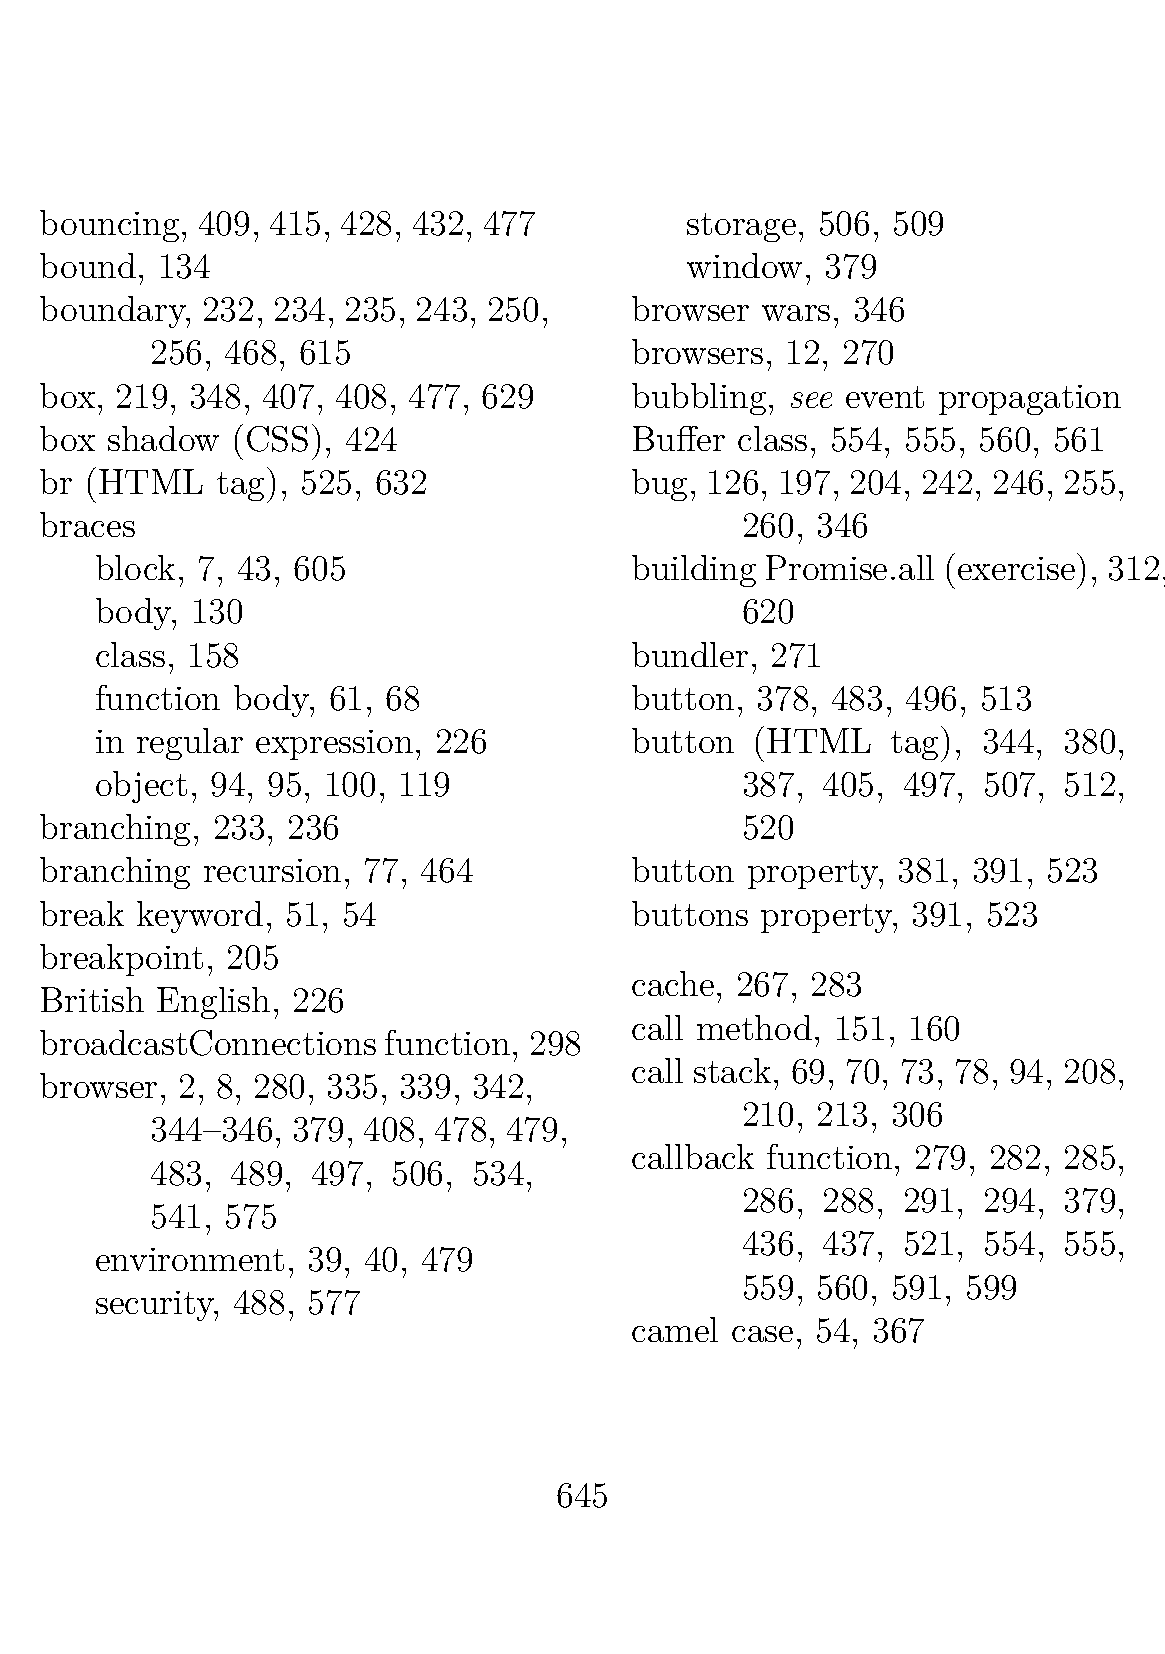 bouncing, 409, 415, 428, 432, 477
bound, 134
boundary, 232, 234, 235, 243, 250,
256, 468, 615
box, 219, 348, 407, 408, 477, 629
box shadow (CSS), 424
br (HTML tag), 525, 632
braces
block, 7, 43, 605
body, 130
class, 158
function body, 61, 68
in regular expression, 226
object, 94, 95, 100, 119
branching, 233, 236
branching recursion, 77, 464
break keyword, 51, 54
breakpoint, 205
British English, 226
broadcastConnections function, 298
browser, 2, 8, 280, 335, 339, 342,
344–346, 379, 408, 478, 479,
483, 489, 497, 506, 534,
541, 575
environment, 39, 40, 479
security, 488, 577
storage, 506, 509
window, 379
browser wars, 346
browsers, 12, 270
bubbling, see event propagation
Buffer class, 554, 555, 560, 561
bug, 126, 197, 204, 242, 246, 255,
260, 346
building Promise.all (exercise), 312,
620
bundler, 271
button, 378, 483, 496, 513
button (HTML tag), 344, 380,
387, 405, 497, 507, 512,
520
button property, 381, 391, 523
buttons property, 391, 523
cache, 267, 283
call method, 151, 160
call stack, 69, 70, 73, 78, 94, 208,
210, 213, 306
callback function, 279, 282, 285,
286, 288, 291, 294, 379,
436, 437, 521, 554, 555,
559, 560, 591, 599
camel case, 54, 367
645